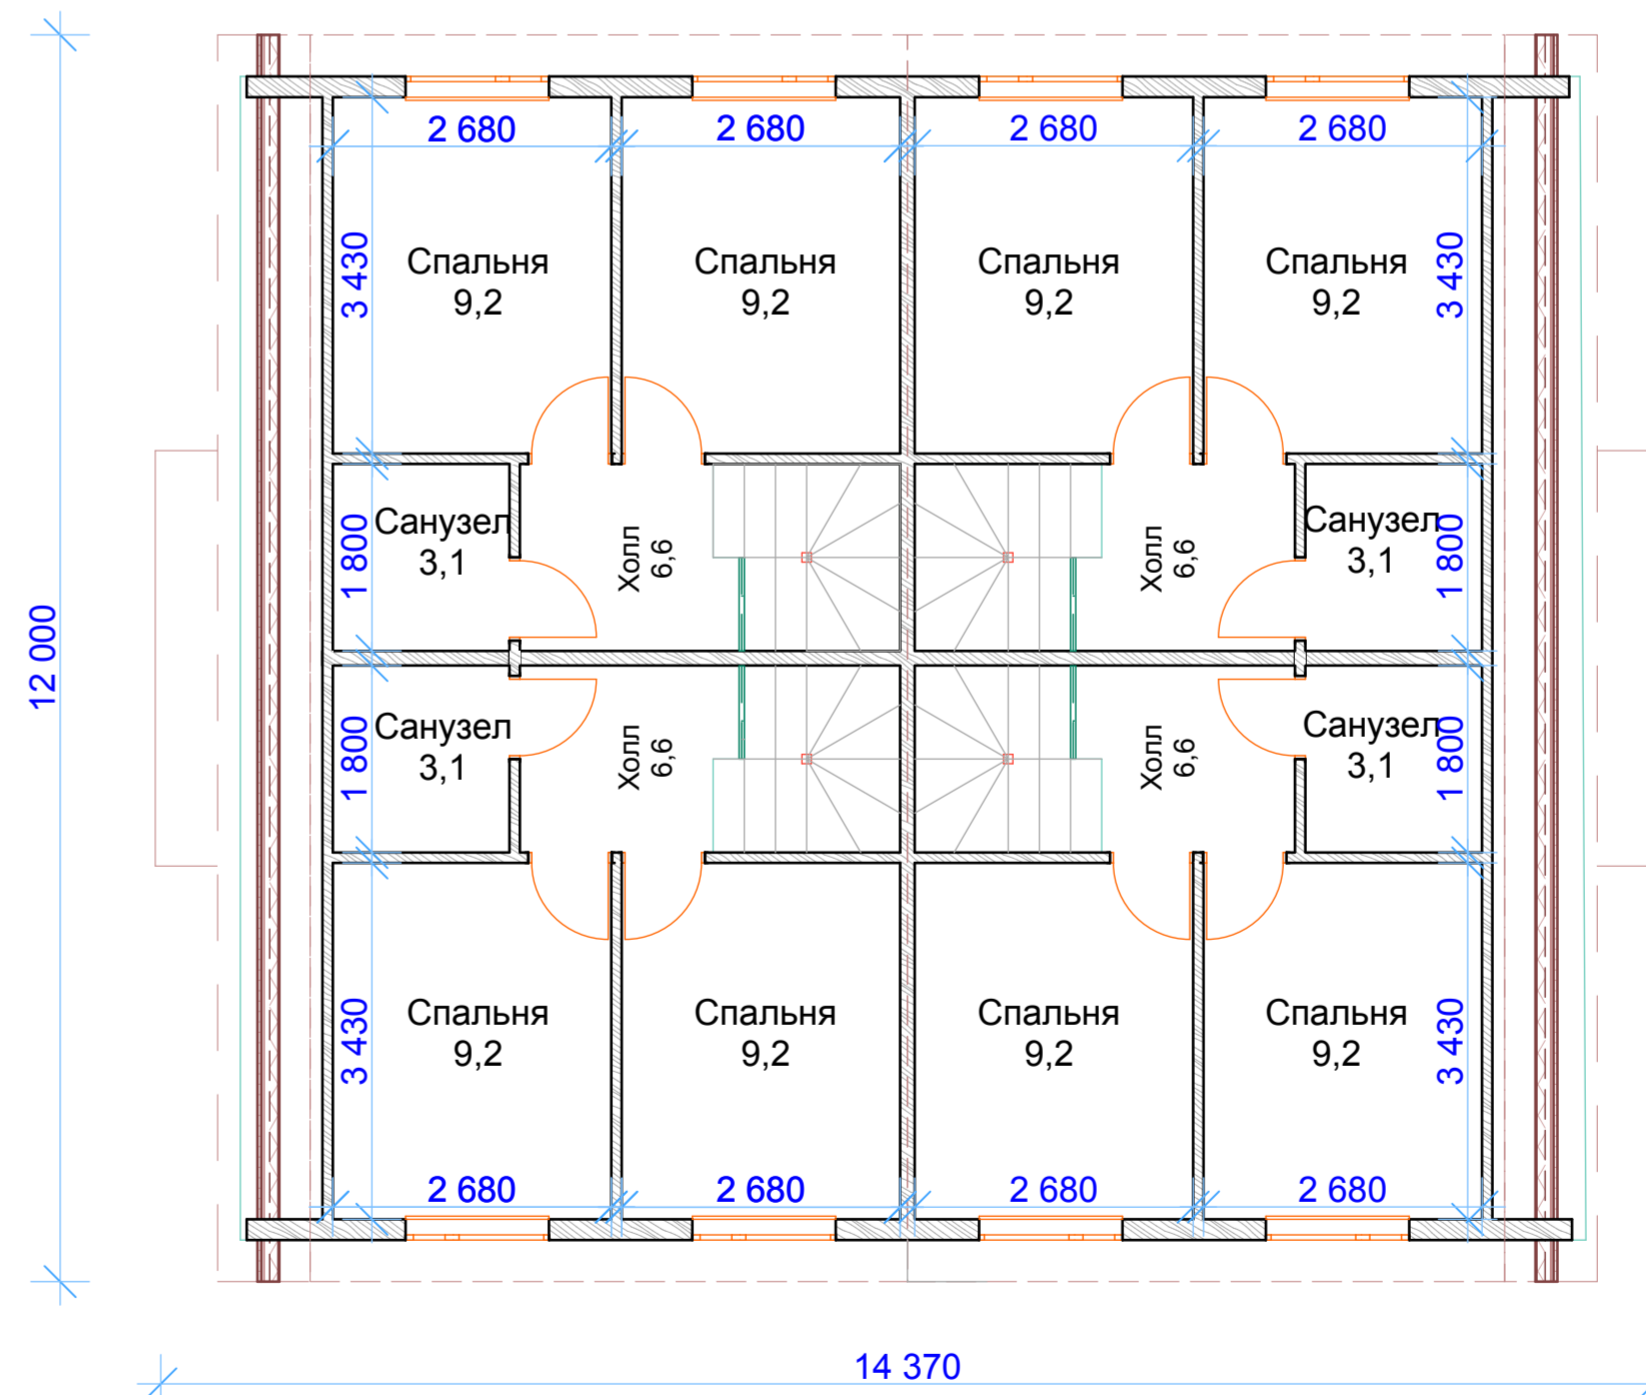 2 680
2 680
2 680
2 680
3 430
Спальня
9,2
Спальня
9,2
Спальня
9,2
Спальня
9,2
3 430
1 800
Санузел
3,1
Холл
6,6
Холл
6,6
Санузел
3,1
1 800
12 000
1 800
Санузел
3,1
Холл
6,6
Холл
6,6
Санузел
3,1
1 800
3 430
Спальня
9,2
Спальня
9,2
Спальня
9,2
Спальня
9,2
3 430
2 680
2 680
2 680
2 680
14 370